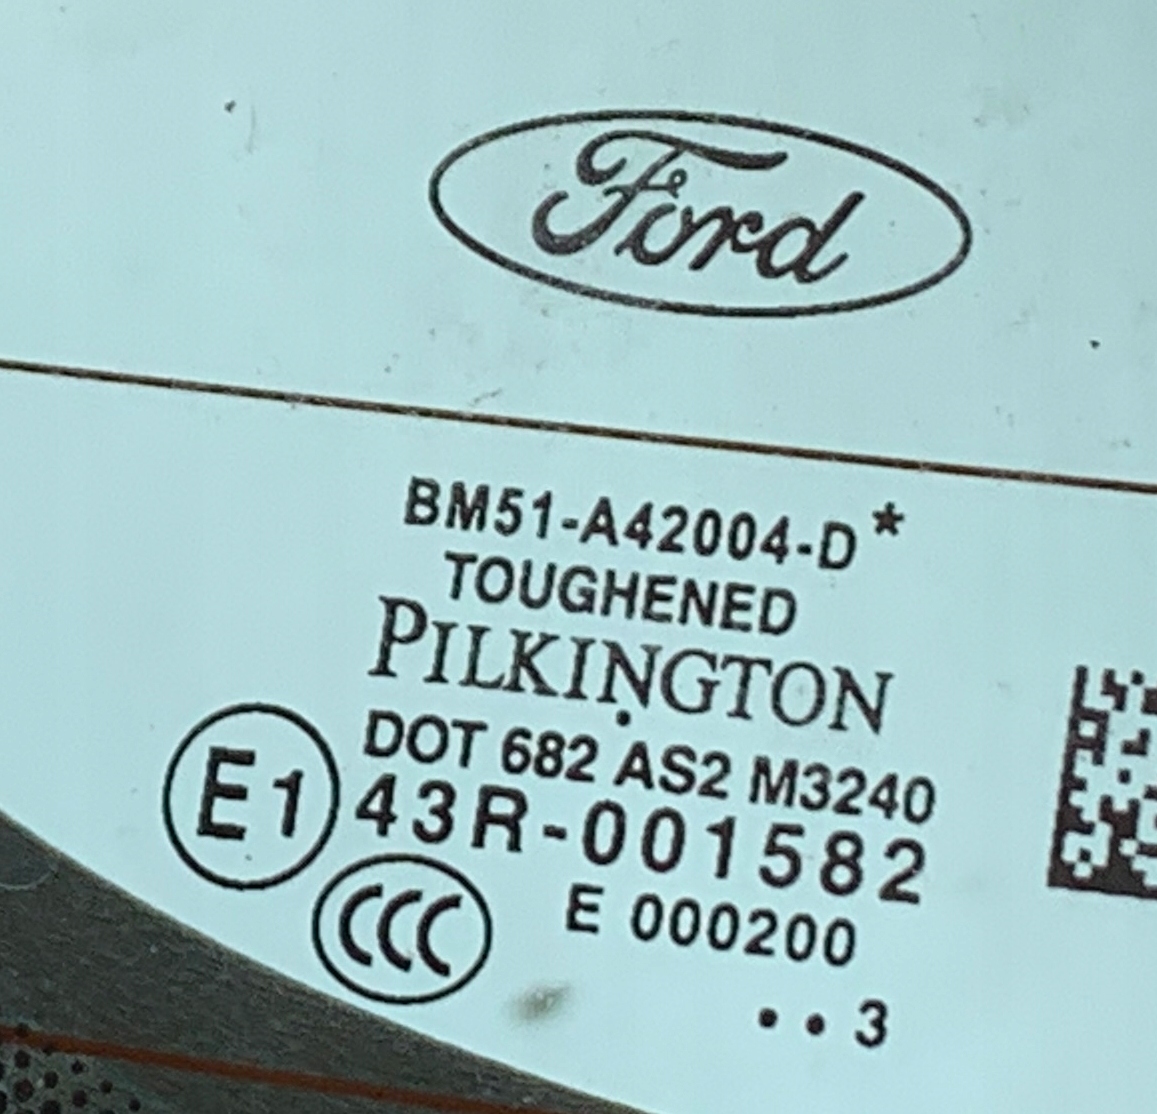 Ford
BM51-A42004-D*
TOUGHENED
PILKINGTON
DOT 682 AS2 M3240
E1 43R-001582
CCC E 000200
..3